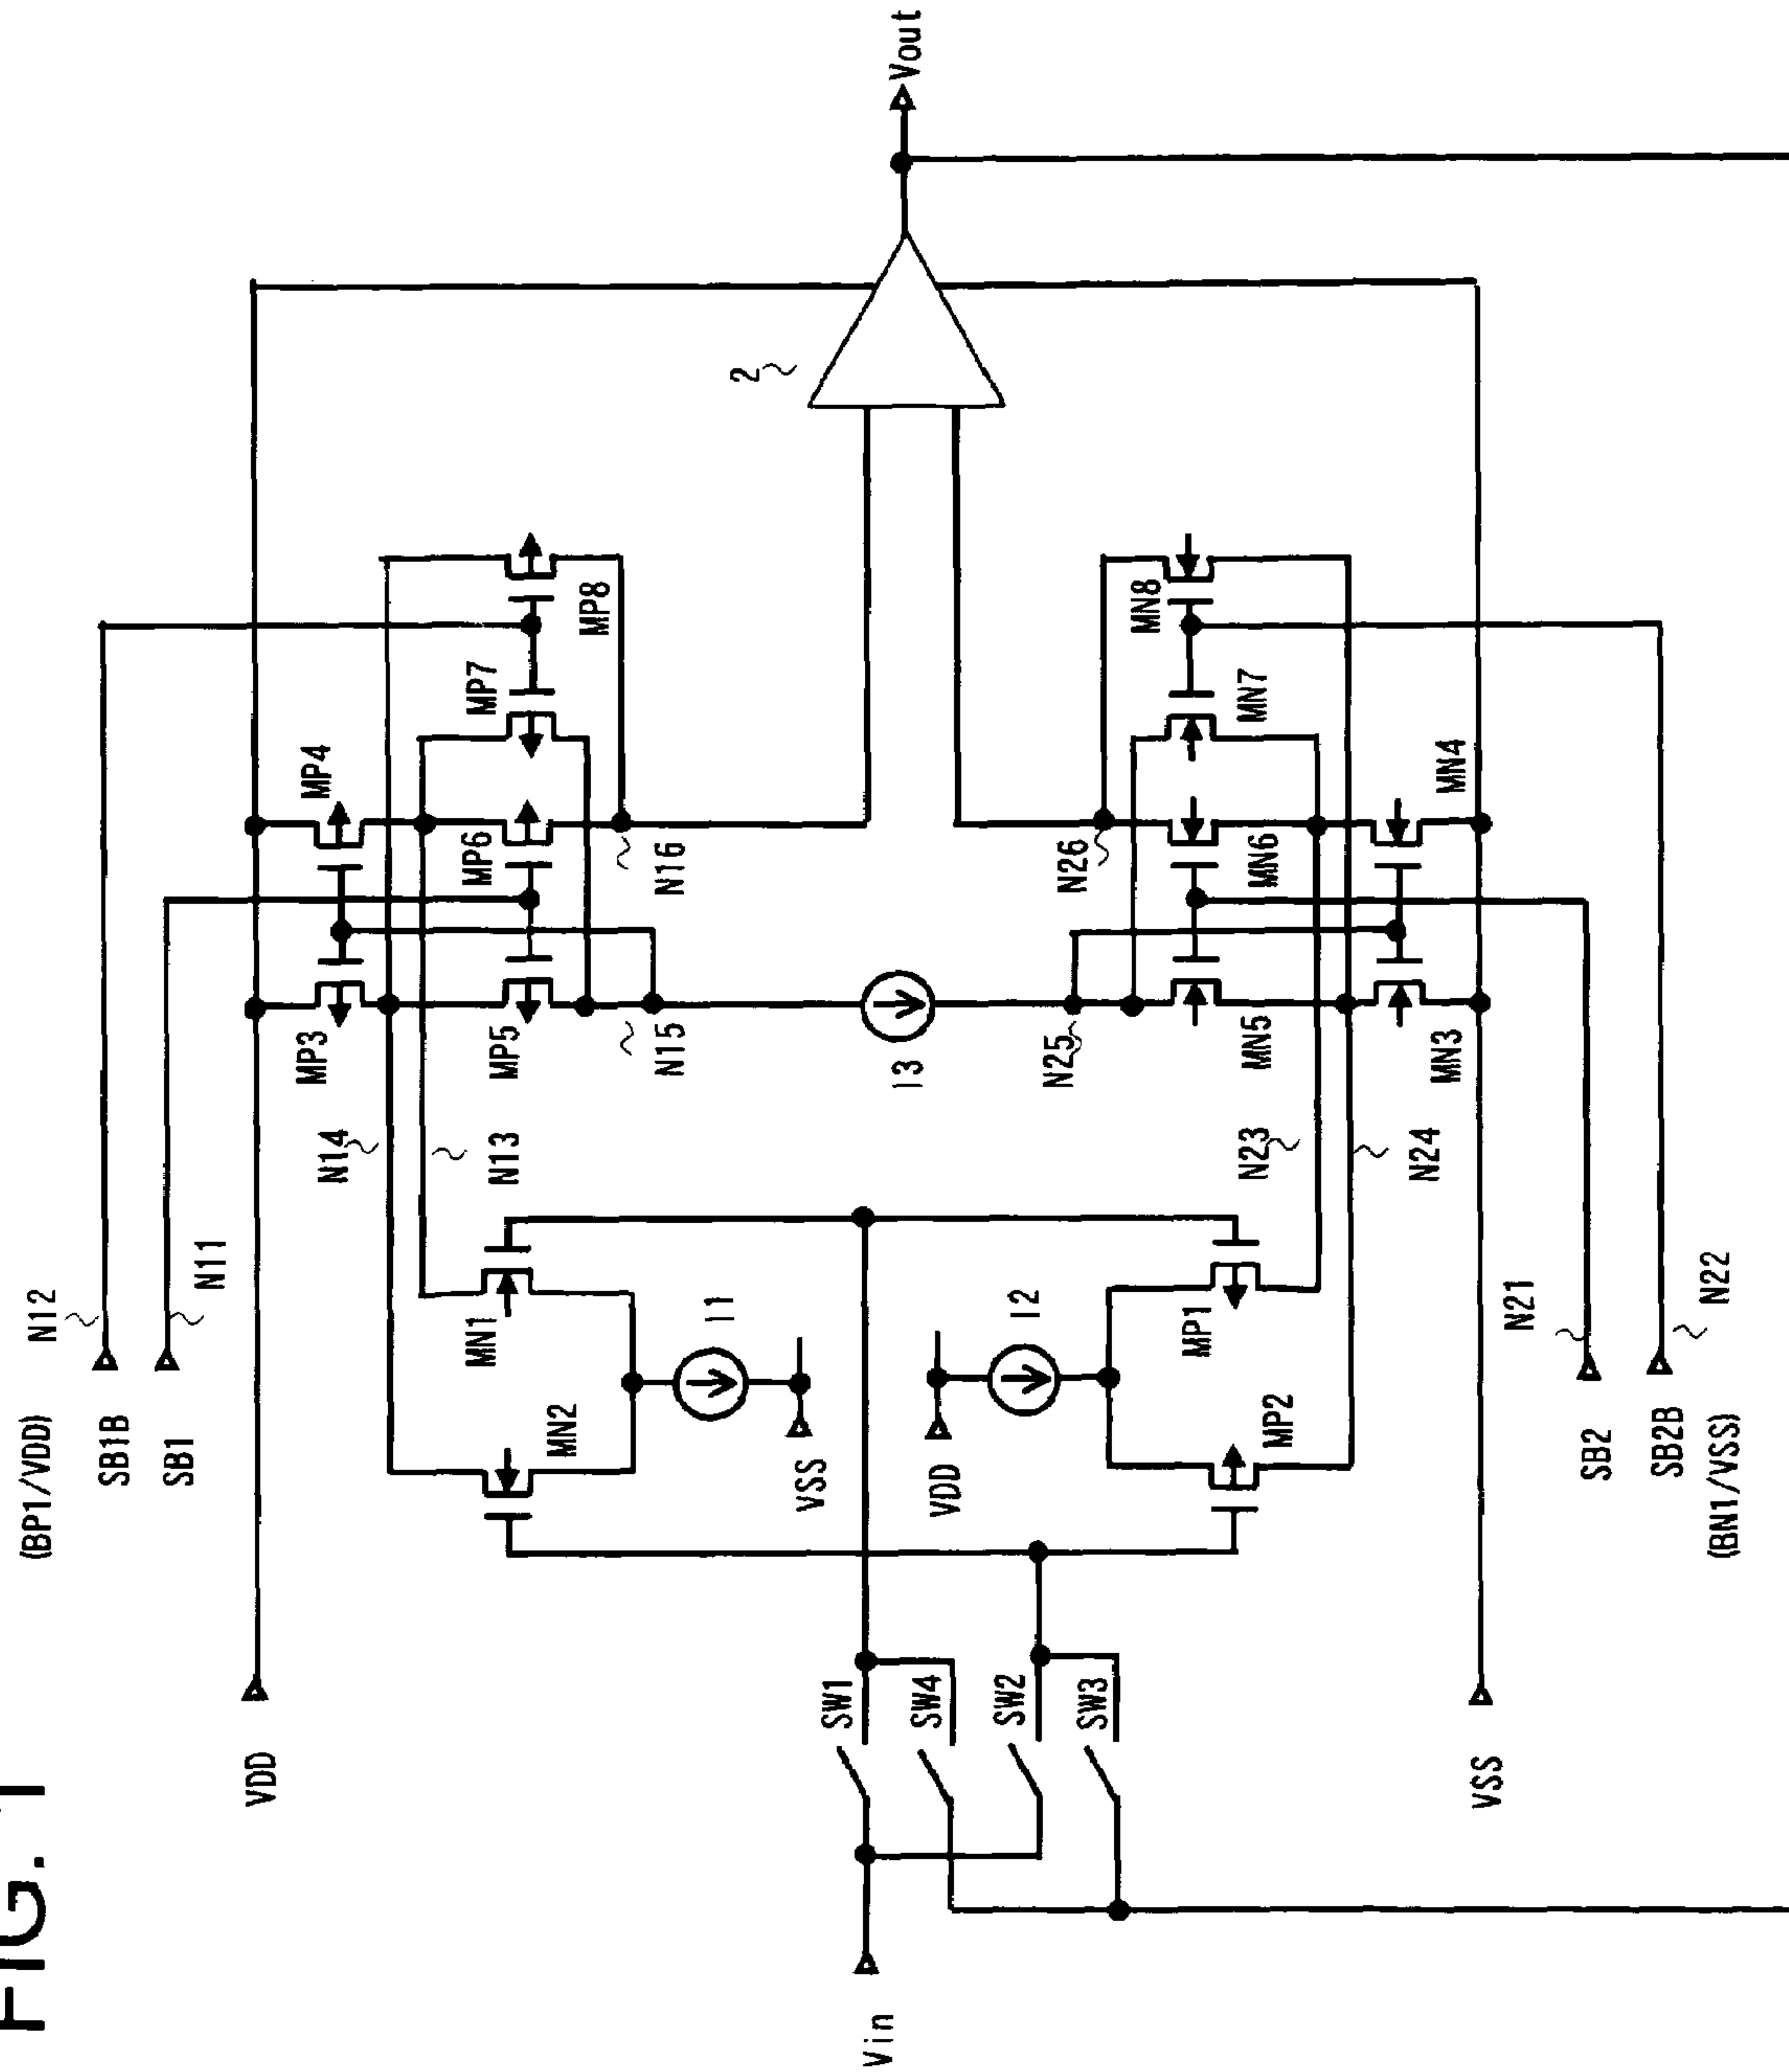 FIG. 1
(BP1/VDD)
SB1B
N12
SB1
N11
VDD
MP3
MP4
N14
N13
MP5
MP6
MP7
MP8
N15
N16
MN2
MN1
I1
VSS
Vin
SW1
SW4
SW2
SW3
I3
2
Vout
VDD
I2
MP2
MP1
N25
N26
MN5
MN6
MN7
MN8
N23
N24
MN3
MN4
VSS
SB2
N21
SB2B
N22
(BN1/VSS)